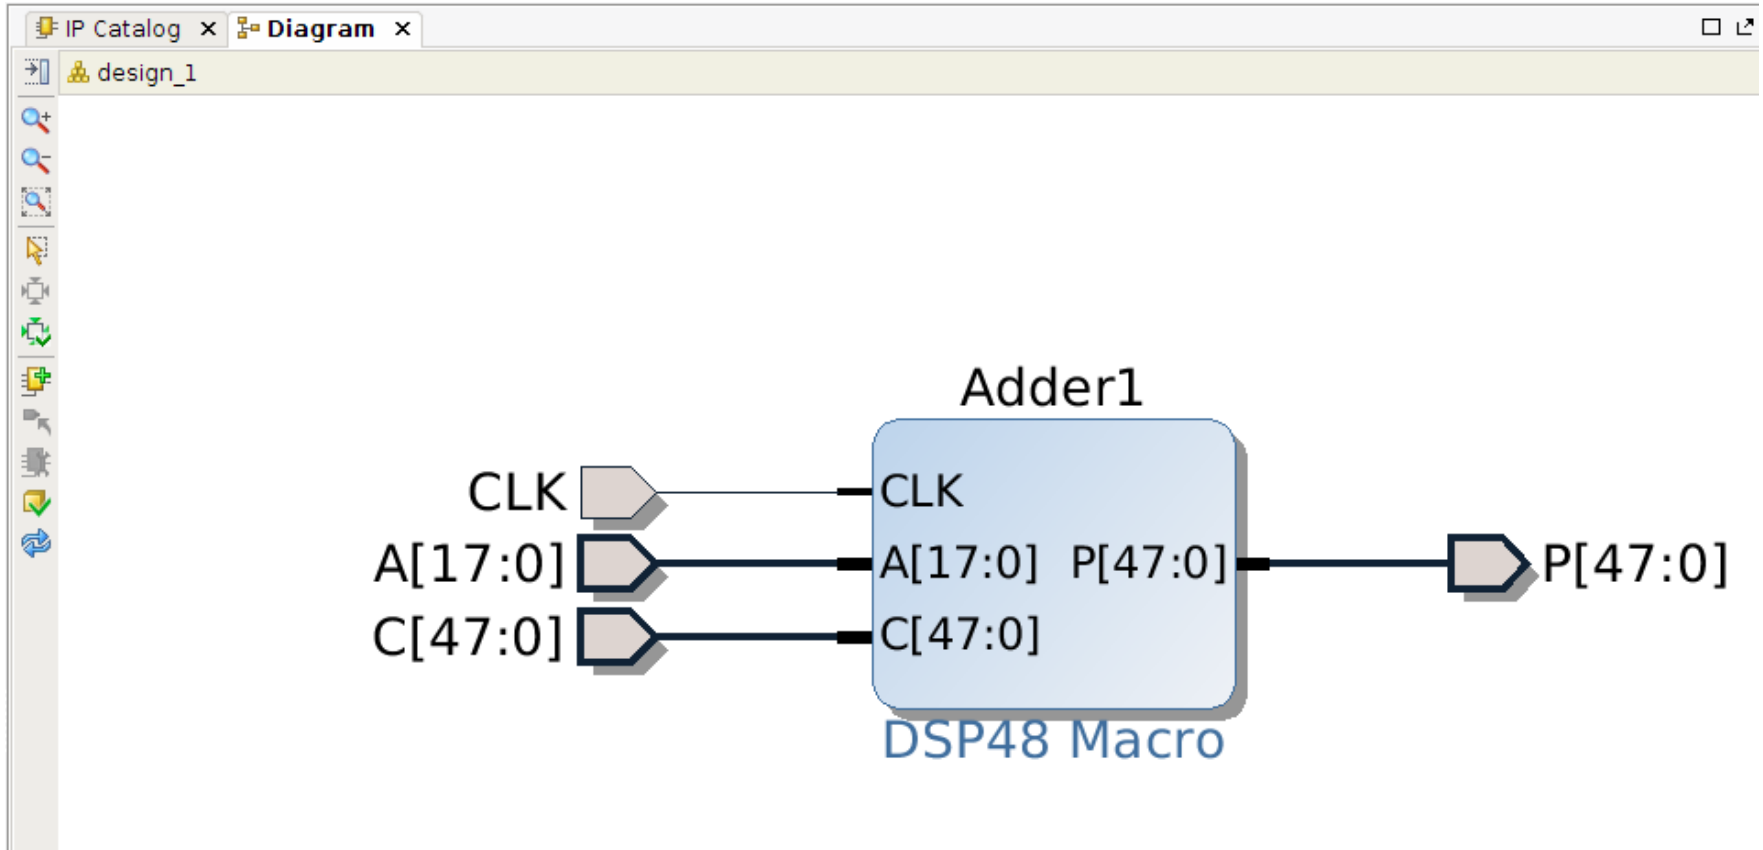 IP Catalog
Diagram
design_1
Adder1
CLK
CLK
A[17:0]
A[17:0]
P[47:0]
P[47:0]
C[47:0]
C[47:0]
DSP48 Macro